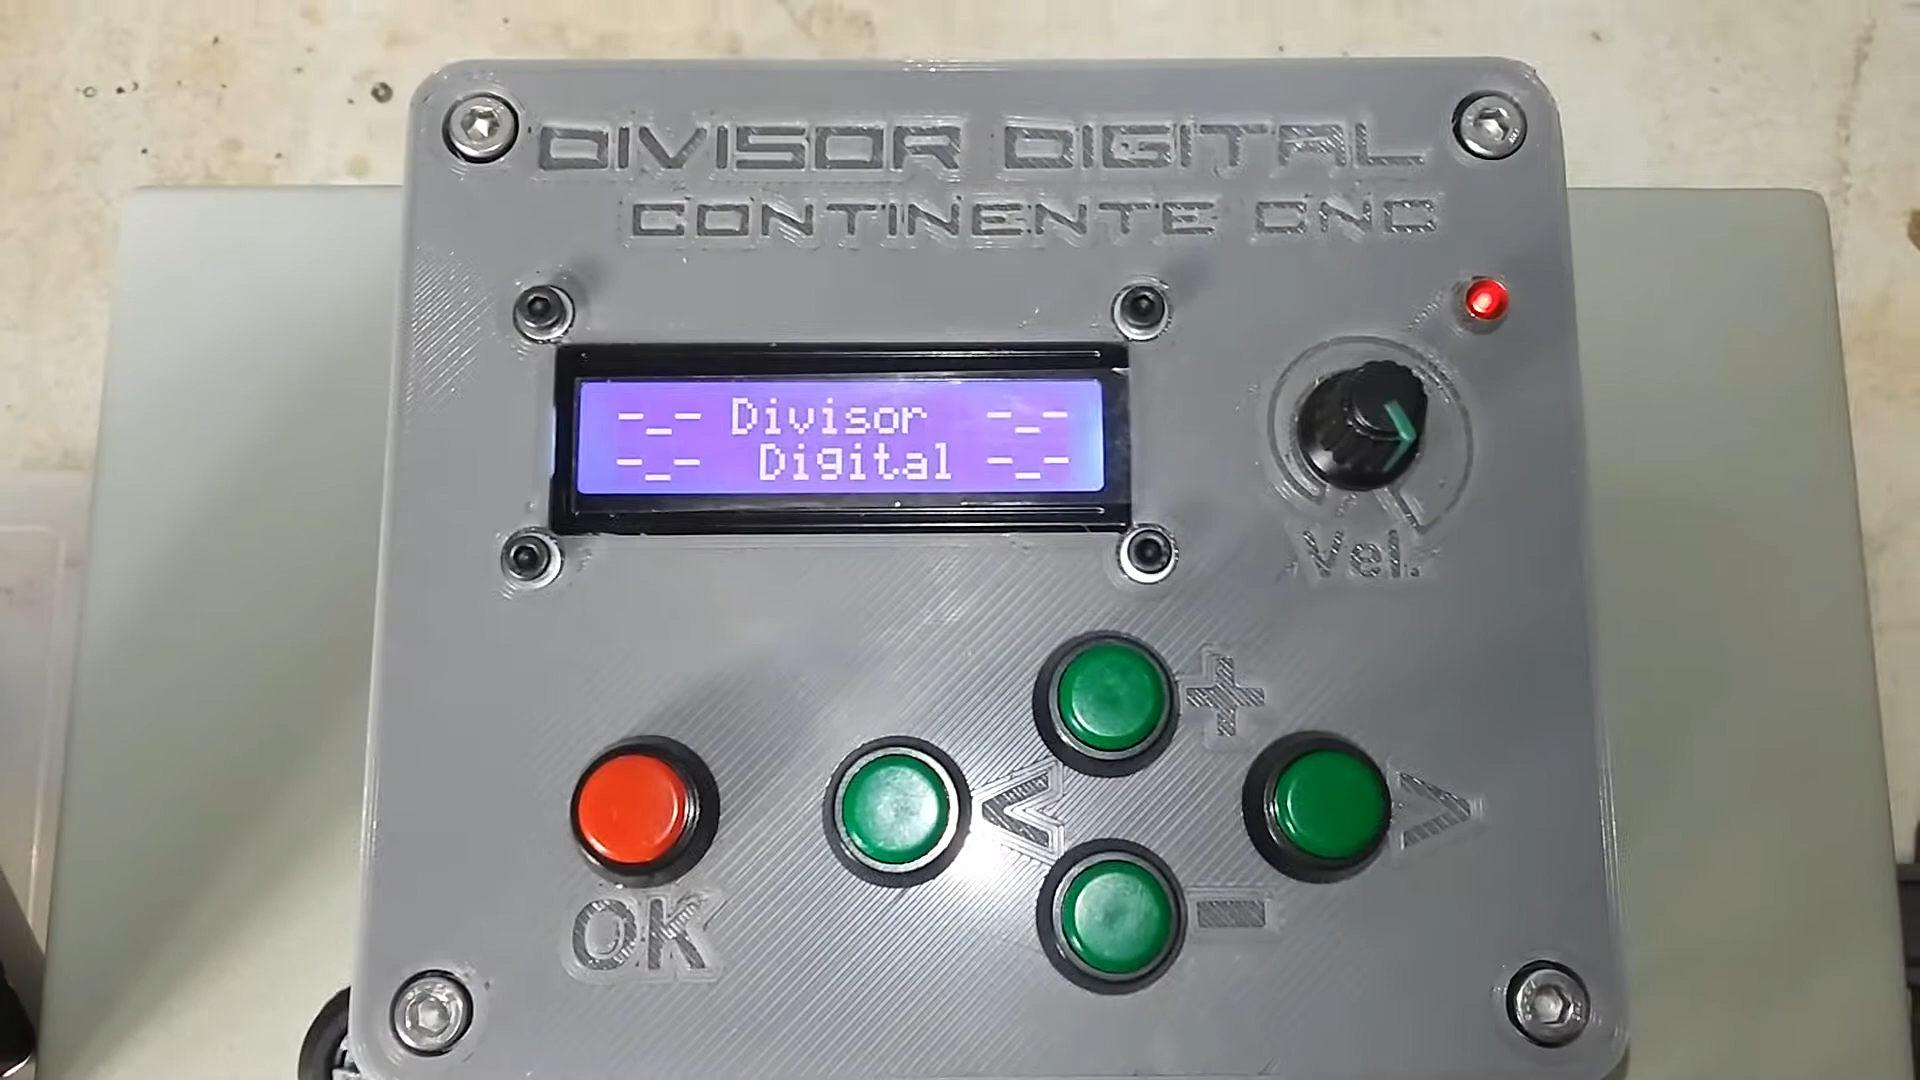 DIVISOR DIGITAL
CONTINENTE CNC
-_- Divisor -_-
-_- Digital -_-
Vel.
+
<
>
-
OK